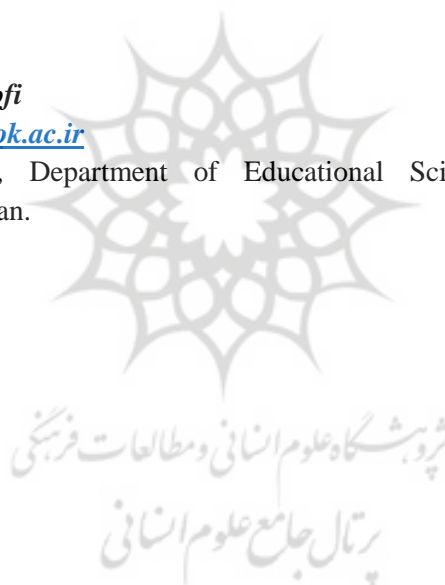 ofi
ok.ac.ir
, Department of Educational Sci
an.
پژوهشگاه علوم انسانی و مطالعات فرهنگی
پرتال جامع علوم انسانی